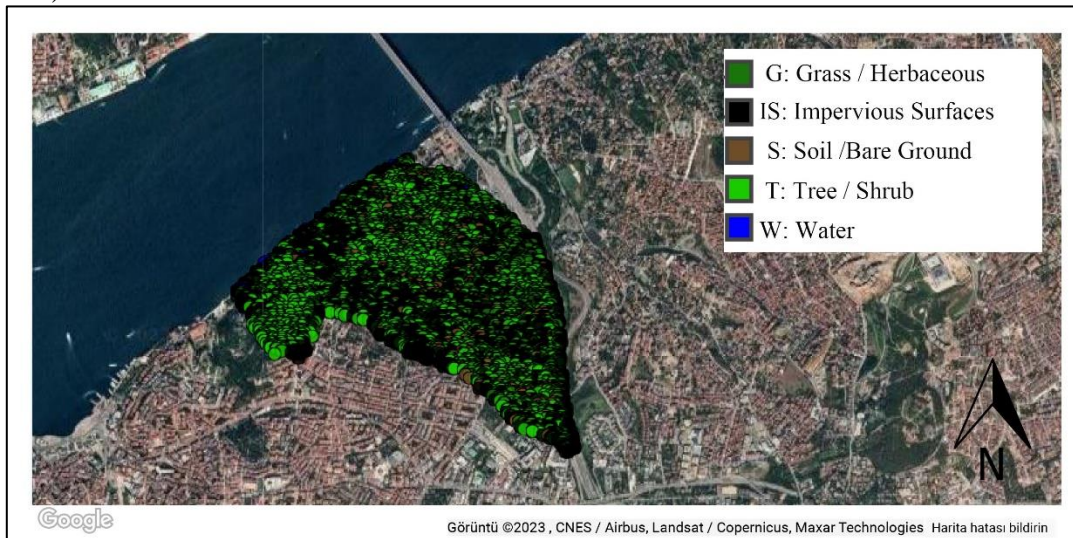 G: Grass / Herbaceous
IS: Impervious Surfaces
S: Soil /Bare Ground
T: Tree / Shrub
W: Water
N
Google
Görüntü ©2023 , CNES / Airbus, Landsat / Copernicus, Maxar Technologies Harita hatası bildirin